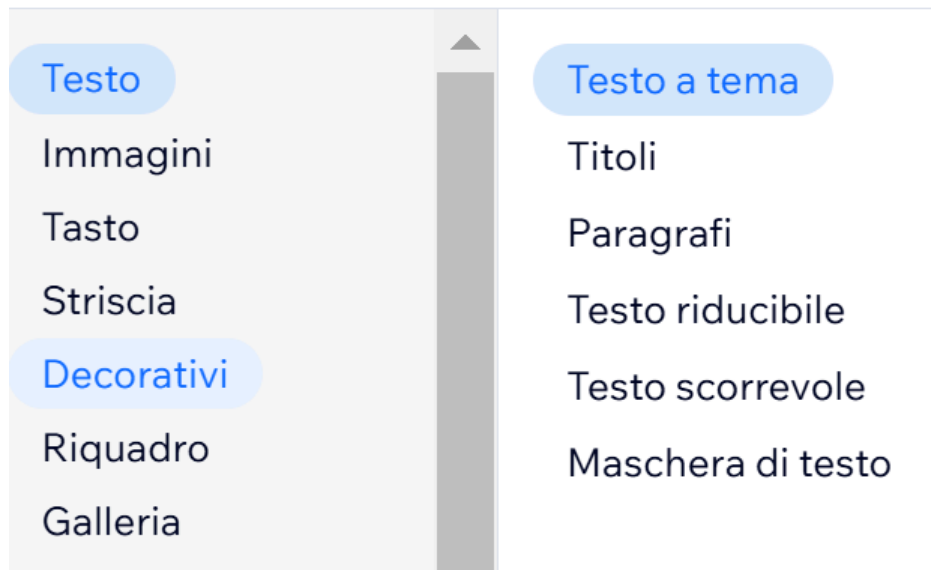 Testo
Immagini
Tasto
Striscia
Decorativi
Riquadro
Galleria
Testo a tema
Titoli
Paragrafi
Testo riducibile
Testo scorrevole
Maschera di testo